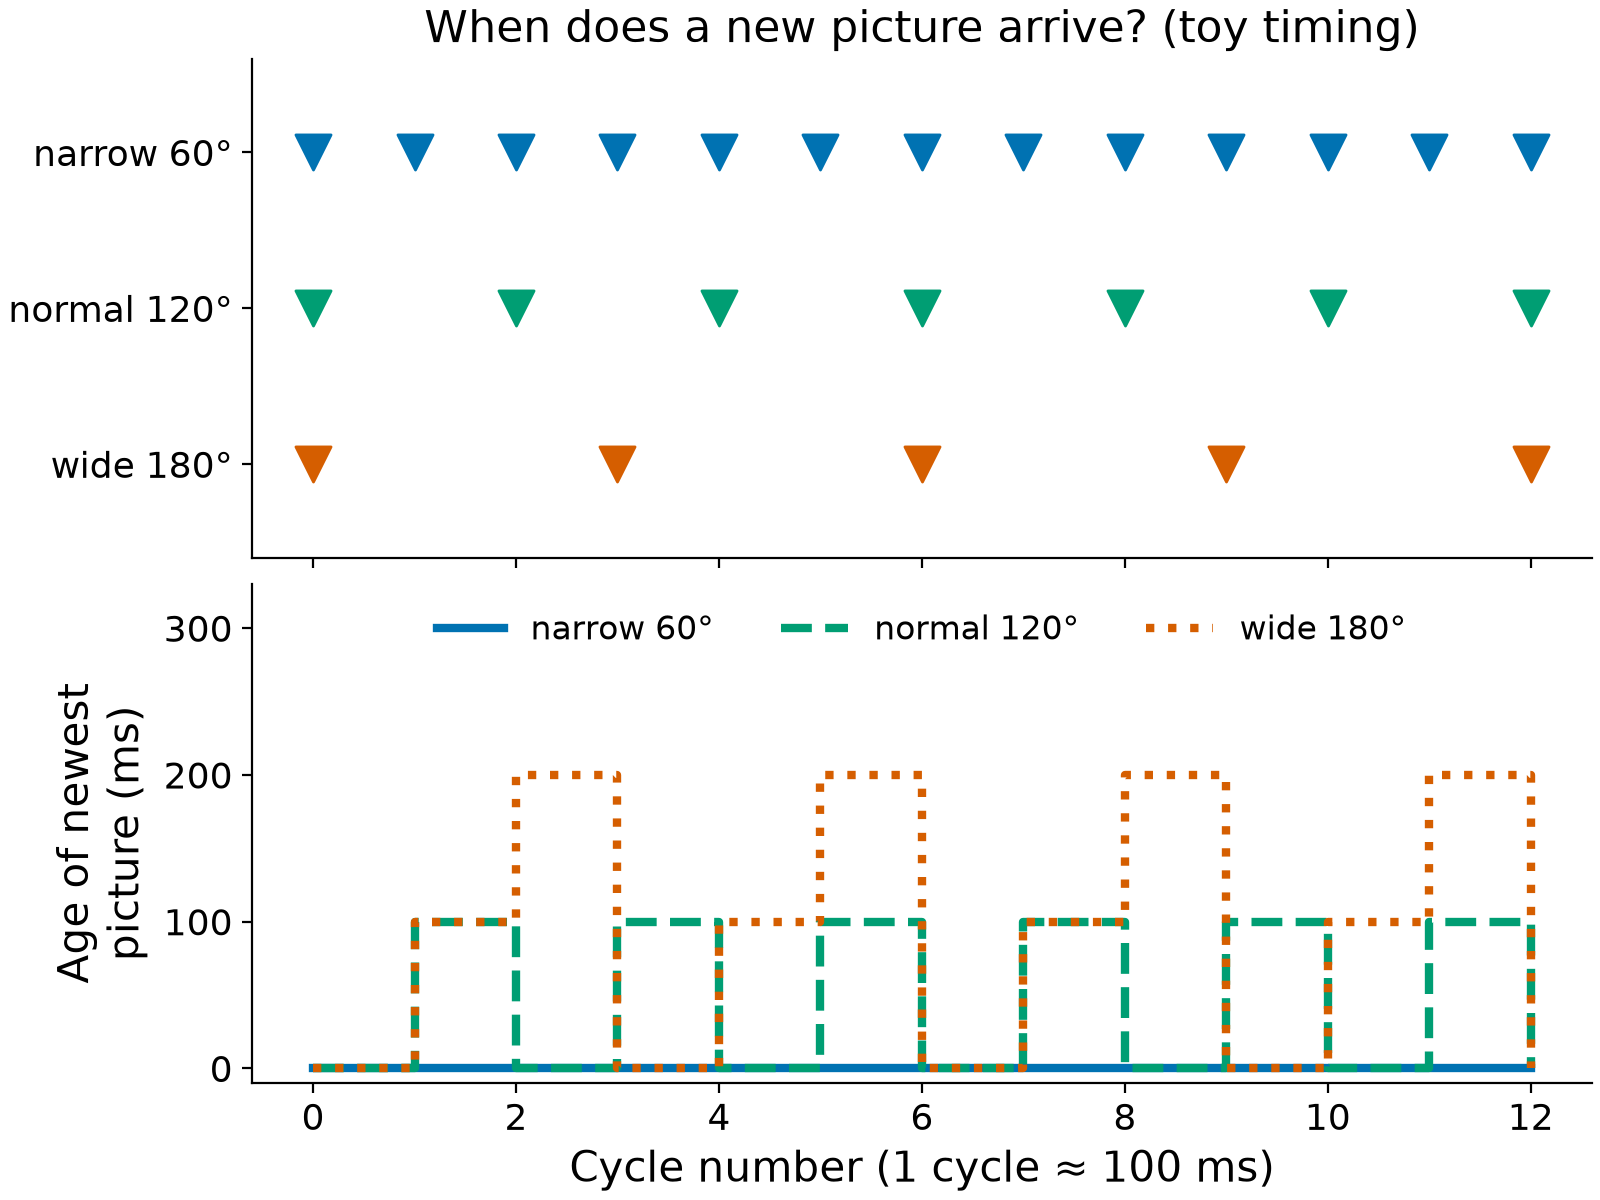 When does a new picture arrive? (toy timing)
narrow 60°
normal 120°
wide 180°
narrow 60° normal 120° wide 180°
Age of newest
picture (ms)
300
200
100
0
0 2 4 6 8 10 12
Cycle number (1 cycle ≈ 100 ms)